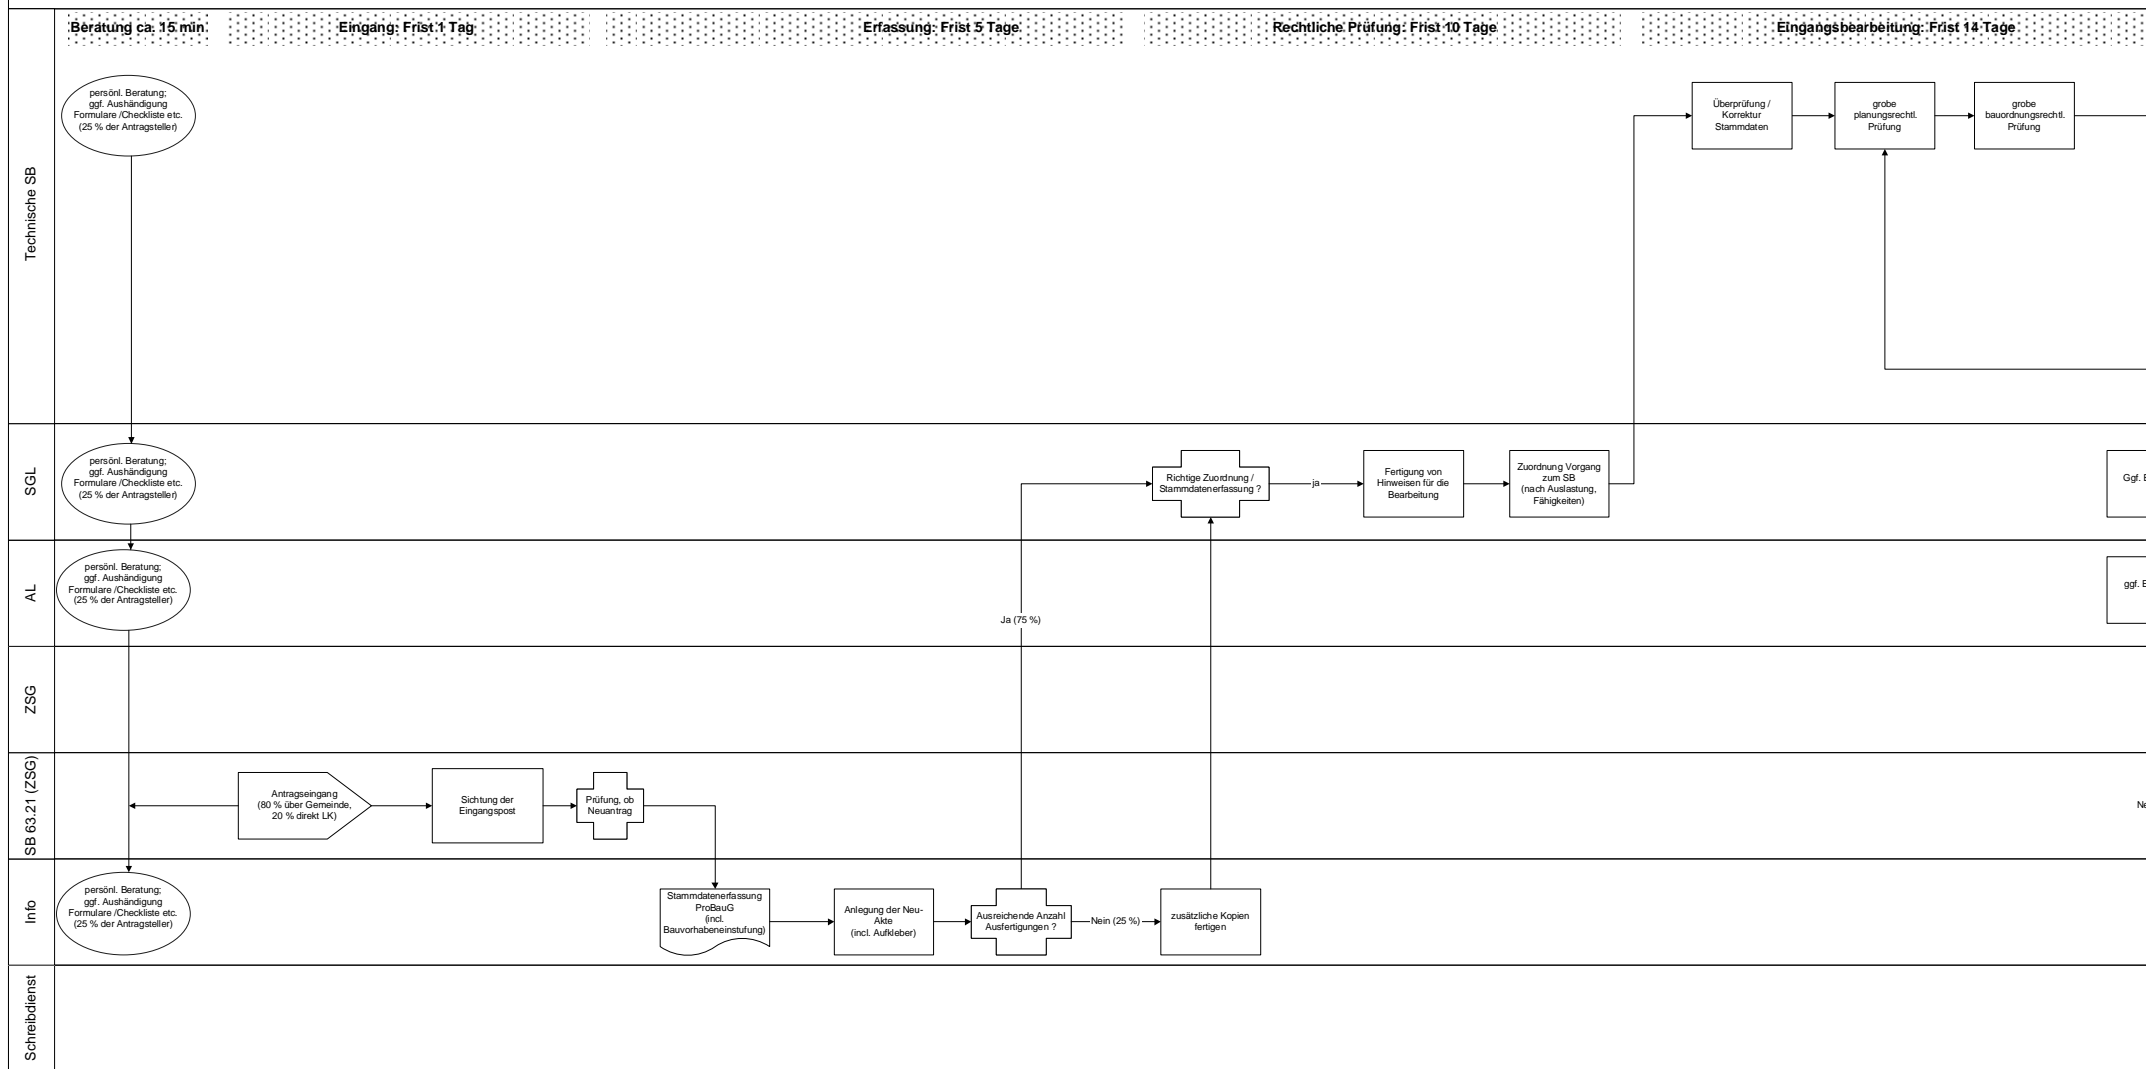 Beratung ca. 15 min.
Eingang: Frist 1 Tag
Erfassung: Frist 5 Tage
Rechtliche Prüfung: Frist 10 Tage
Eingangsbearbeitung: Frist 14 Tage
Technische SB
persönl. Beratung;
ggf. Aushändigung
Formulare /Checkliste etc.
(25 % der Antragsteller)
Überprüfung /
Korrektur
Stammdaten
grobe
planungsrechtl.
Prüfung
grobe
bauordnungsrechtl.
Prüfung
SGL
persönl. Beratung;
ggf. Aushändigung
Formulare /Checkliste etc.
(25 % der Antragsteller)
Richtige Zuordnung /
Stammdatenerfassung ?
ja
Fertigung von
Hinweisen für die
Bearbeitung
Zuordnung Vorgang
zum SB
(nach Auslastung,
Fähigkeiten)
Ggf. B
AL
persönl. Beratung;
ggf. Aushändigung
Formulare /Checkliste etc.
(25 % der Antragsteller)
Ja (75 %)
ggf. B
ZSG
SB 63.21 (ZSG)
Antragseingang
(80 % über Gemeinde,
20 % direkt LK)
Sichtung der
Eingangspost
Prüfung, ob
Neuantrag
Ne
Info
persönl. Beratung;
ggf. Aushändigung
Formulare /Checkliste etc.
(25 % der Antragsteller)
Stammdatenerfassung
ProBauG
(incl.
Bauvorhabeneinstufung)
Anlegung der Neu-
Akte
(incl. Aufkleber)
Ausreichende Anzahl
Ausfertigungen ?
Nein (25 %)
zusätzliche Kopien
fertigen
Schreibdienst